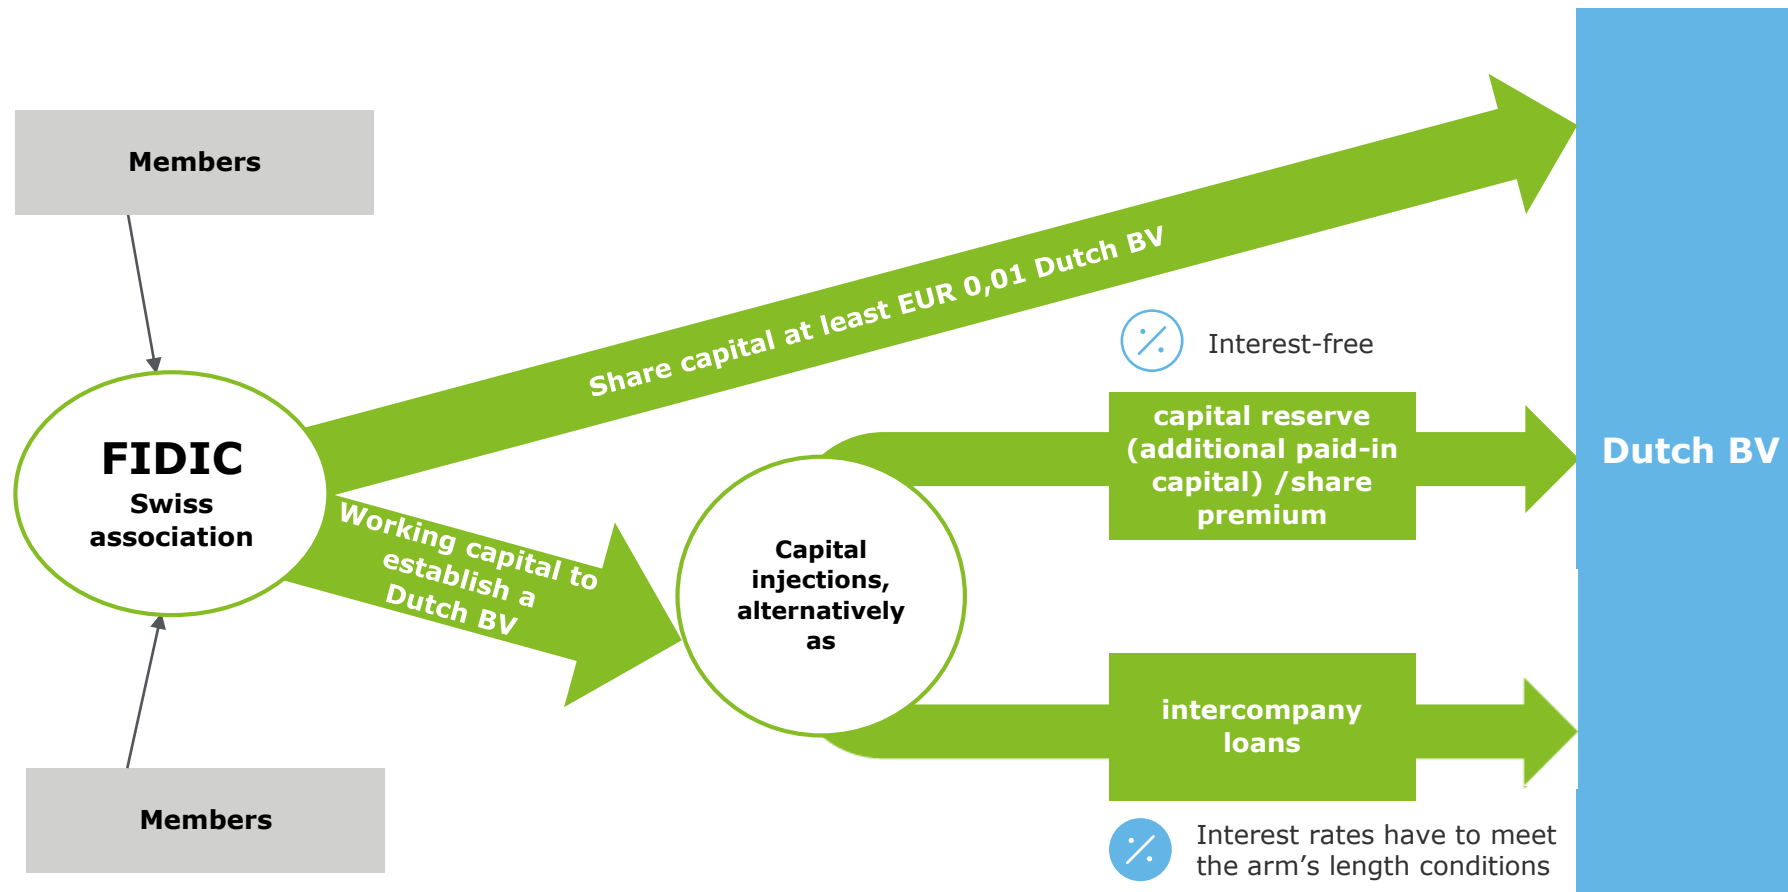 Members
FIDIC
Swiss
association
Members
Share capital at least EUR 0,01 Dutch BV
Working capital to
establish a
Dutch BV
Capital
injections,
alternatively
as
Interest-free
capital reserve
(additional paid-in
capital) /share
premium
intercompany
loans
Interest rates have to meet
the arm’s length conditions
Dutch BV